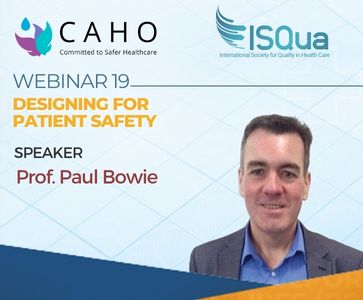 CAHO
Committed to Safer Healthcare
ISQua
International Society for Quality in Health Care
WEBINAR 19
DESIGNING FOR
PATIENT SAFETY
SPEAKER
Prof. Paul Bowie